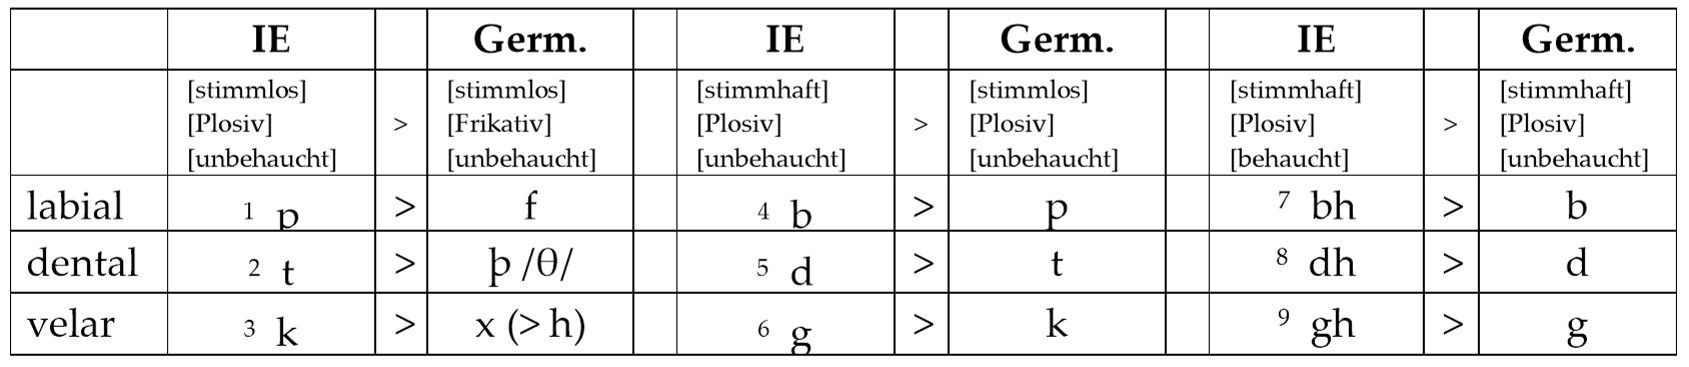 IE Germ. IE Germ. IE Germ.
[stimmlos] [stimmlos] [stimmhaft] [stimmlos] [stimmhaft] [stimmhaft]
[Plosiv] > [Frikativ] [Plosiv] > [Plosiv] [Plosiv] > [Plosiv]
[unbehaucht] [unbehaucht] [unbehaucht] [unbehaucht] [behaucht] [unbehaucht]
labial 1 p > f 4 b > p 7 bh > b
dental 2 t > þ /θ/ 5 d > t 8 dh > d
velar 3 k > x (> h) 6 g > k 9 gh > g